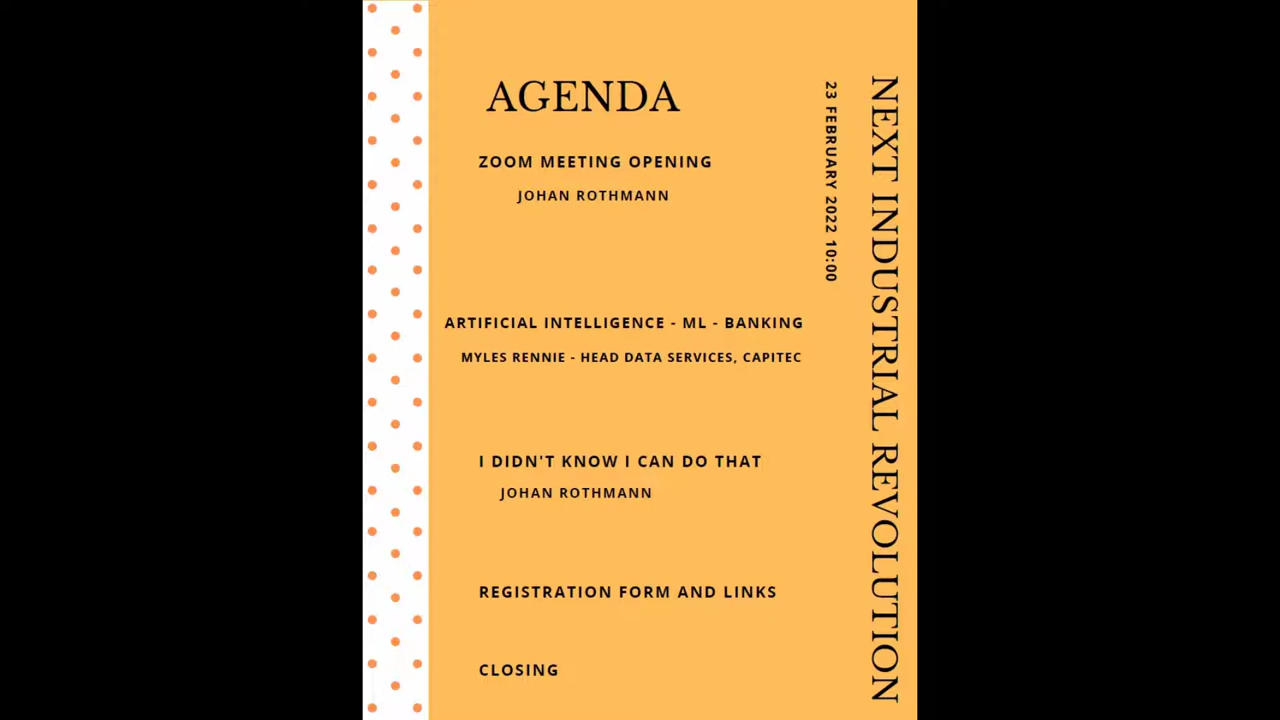 AGENDA
ZOOM MEETING OPENING
JOHAN ROTHMANN
ARTIFICIAL INTELLIGENCE - ML - BANKING
MYLES RENNIE - HEAD DATA SERVICES, CAPITEC
I DIDN'T KNOW I CAN DO THAT
JOHAN ROTHMANN
REGISTRATION FORM AND LINKS
CLOSING
23 FEBRUARY 2022 10:00
NEXT INDUSTRIAL REVOLUTION